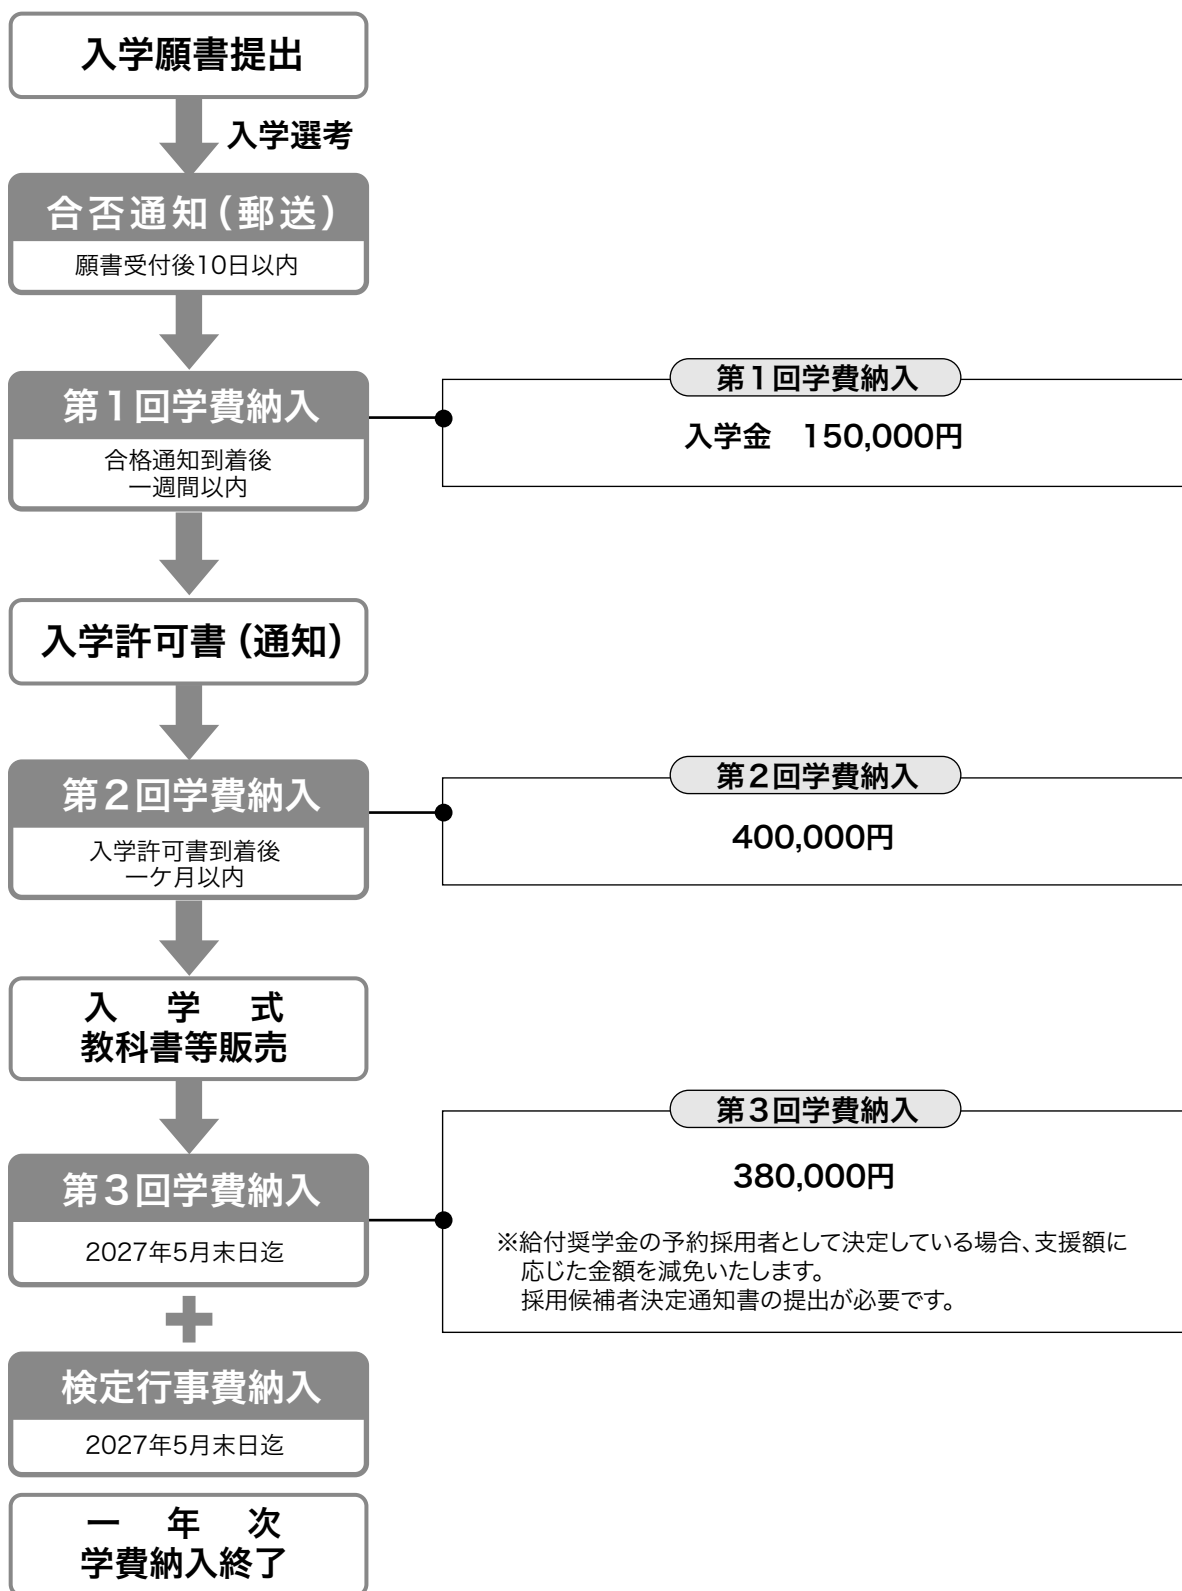 入学願書提出
入学選考
合否通知（郵送）
願書受付後10日以内
第1回学費納入
合格通知到着後
一週間以内
第1回学費納入
入学金　150,000円
入学許可書（通知）
第2回学費納入
入学許可書到着後
一ケ月以内
第2回学費納入
400,000円
入　学　式
教科書等販売
第3回学費納入
2027年5月末日迄
第3回学費納入
380,000円
※給付奨学金の予約採用者として決定している場合、支援額に
応じた金額を減免いたします。
採用候補者決定通知書の提出が必要です。
検定行事費納入
2027年5月末日迄
一　年　次
学費納入終了